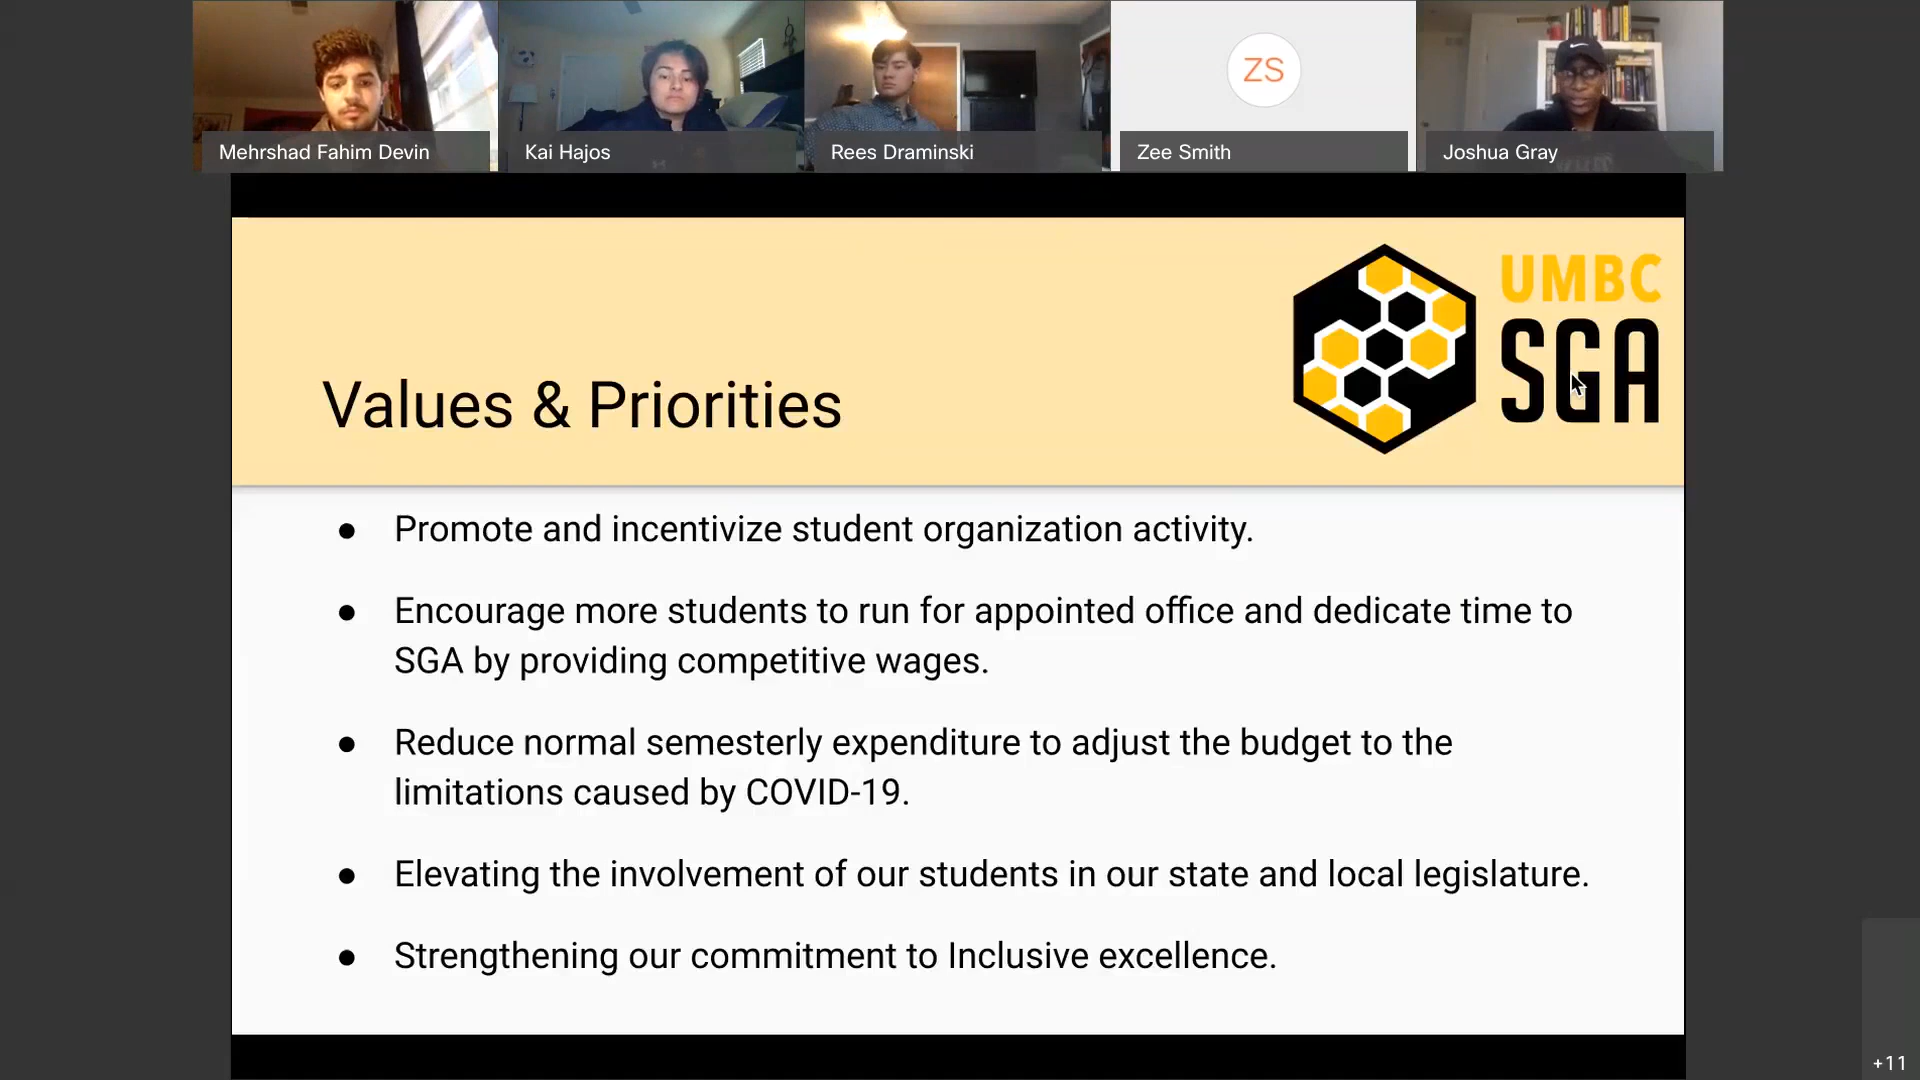 Mehrshad Fahim Devin
Kai Hajos
Rees Draminski
ZS
Zee Smith
Joshua Gray
UMBC
SGA
Values & Priorities
● Promote and incentivize student organization activity.
● Encourage more students to run for appointed office and dedicate time to
SGA by providing competitive wages.
● Reduce normal semesterly expenditure to adjust the budget to the
limitations caused by COVID-19.
● Elevating the involvement of our students in our state and local legislature.
● Strengthening our commitment to Inclusive excellence.
+11